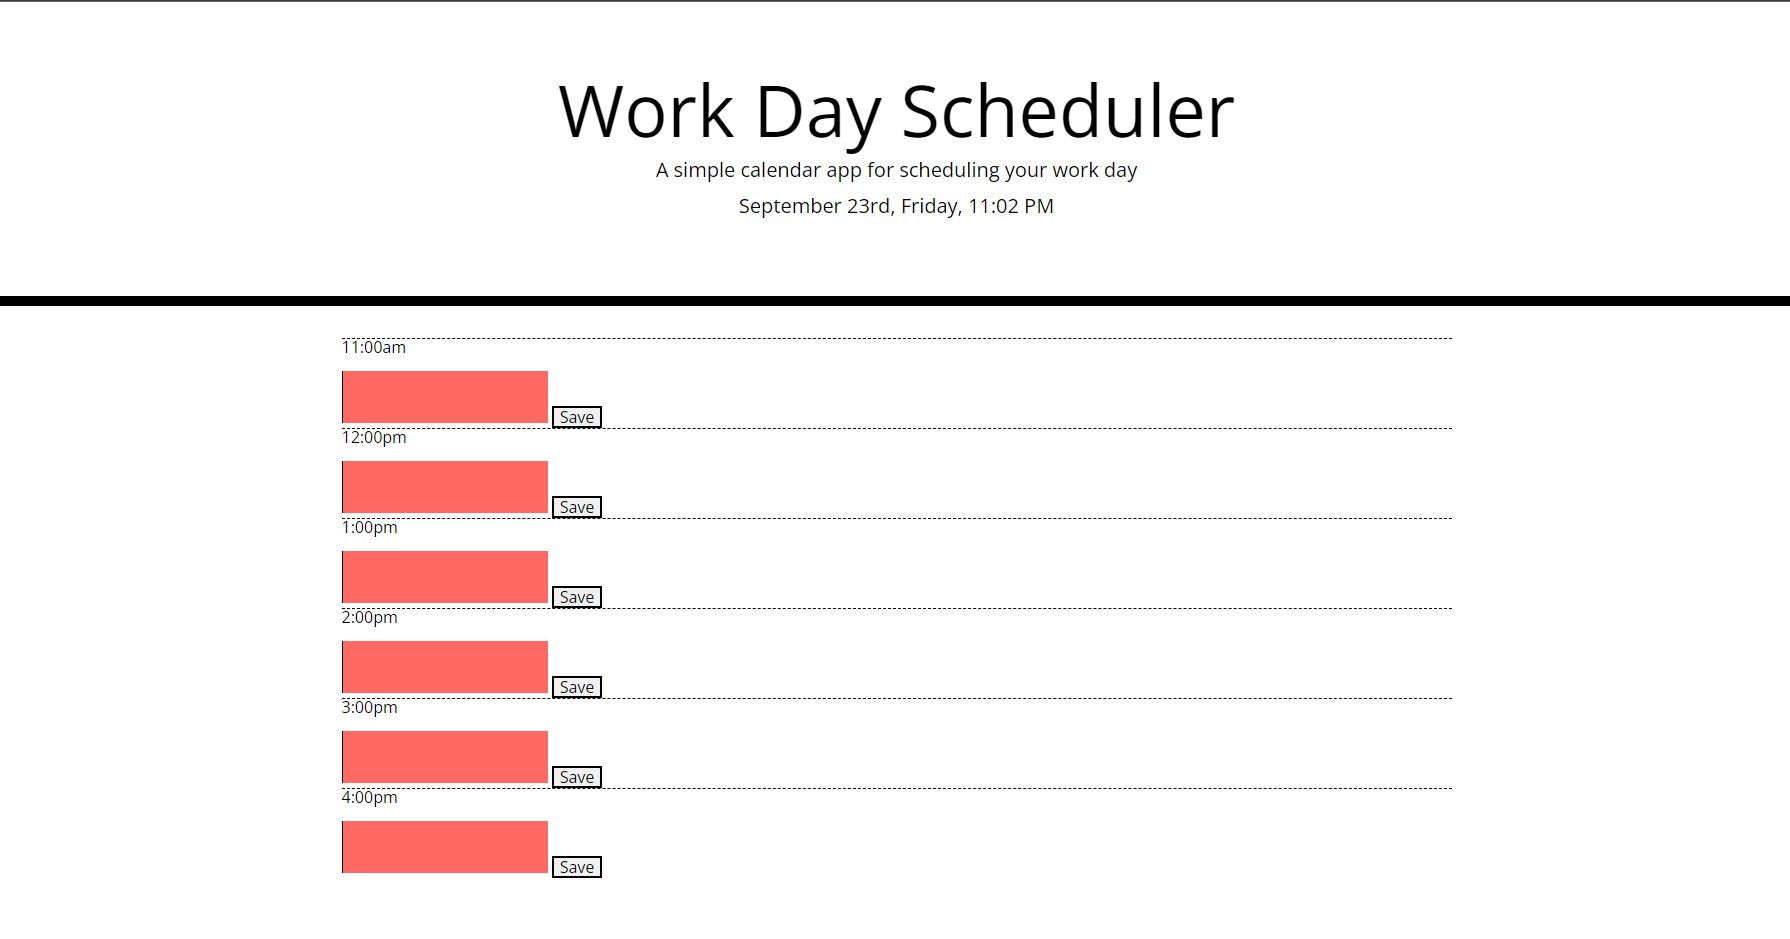 Work Day Scheduler
A simple calendar app for scheduling your work day
September 23rd, Friday, 11:02 PM
11:00am
Save
12:00pm
Save
1:00pm
Save
2:00pm
Save
3:00pm
Save
4:00pm
Save